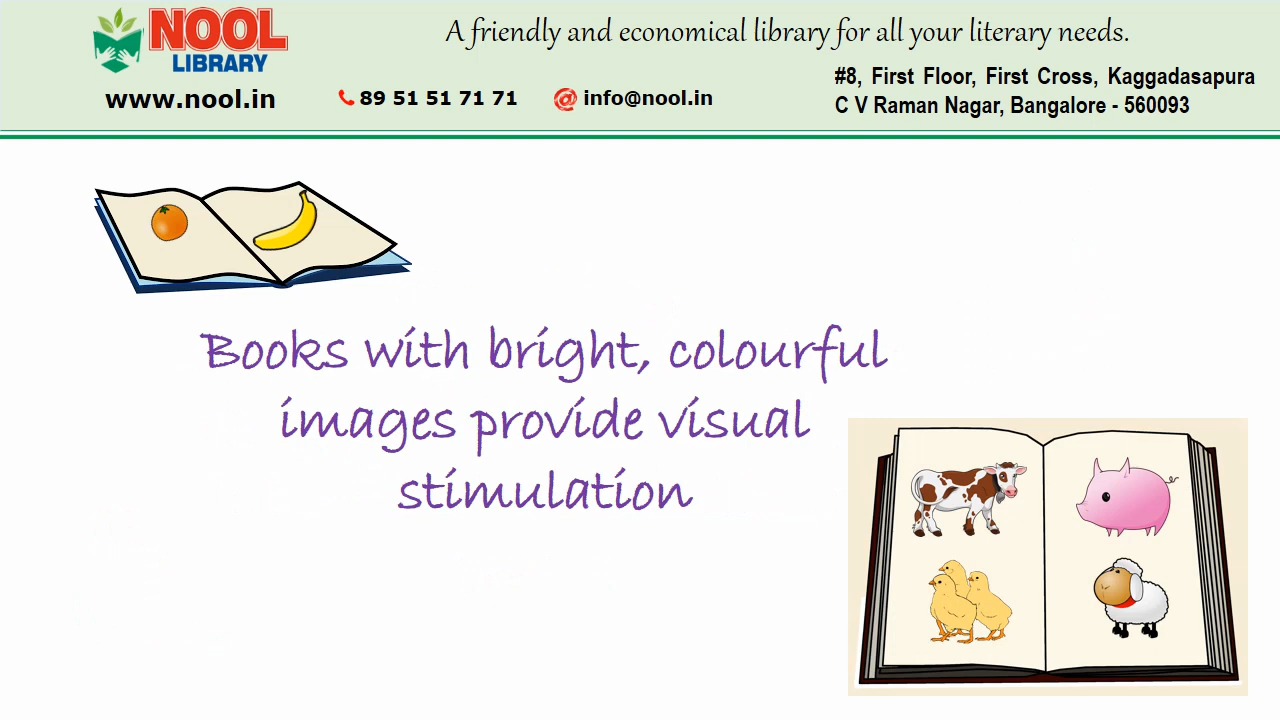 NOOL
LIBRARY
www.nool.in
A friendly and economical library for all your literary needs.
89 51 51 71 71
@ info@nool.in
#8, First Floor, First Cross, Kaggadasapura
C V Raman Nagar, Bangalore - 560093
Books with bright, colourful
images provide visual
stimulation